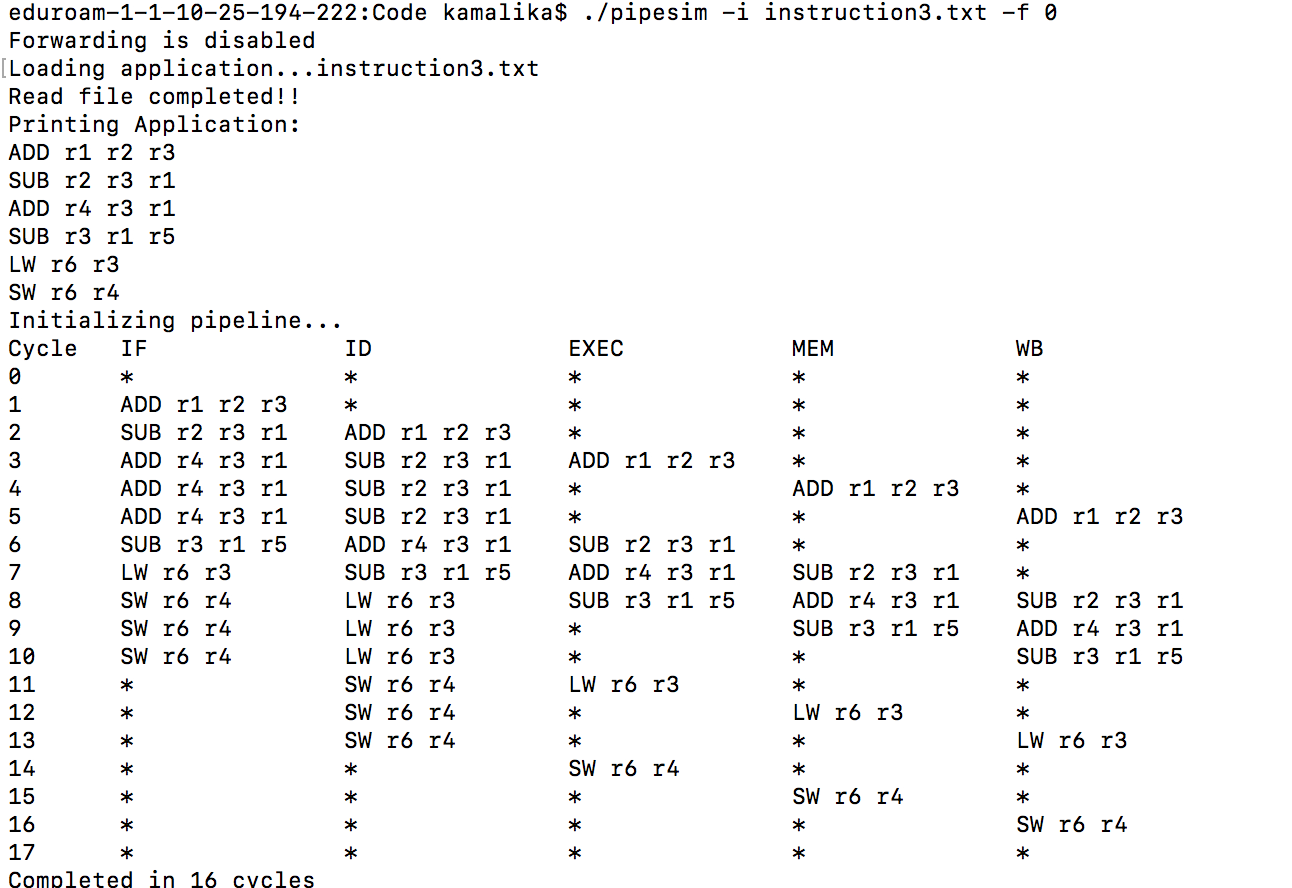 eduroam-1-1-10-25-194-222:Code kamalika$ ./pipesim -i instruction3.txt -f 0
Forwarding is disabled
[Loading application...instruction3.txt
Read file completed!!
Printing Application:
ADD r1 r2 r3
SUB r2 r3 r1
ADD r4 r3 r1
SUB r3 r1 r5
LW r6 r3
SW r6 r4
Initializing pipeline...
Cycle IF ID EXEC MEM WB
0 * * * * *
1 ADD r1 r2 r3 * * * *
2 SUB r2 r3 r1 ADD r1 r2 r3 * * *
3 ADD r4 r3 r1 SUB r2 r3 r1 ADD r1 r2 r3 * *
4 ADD r4 r3 r1 SUB r2 r3 r1 * ADD r1 r2 r3 *
5 ADD r4 r3 r1 SUB r2 r3 r1 * * ADD r1 r2 r3
6 SUB r3 r1 r5 ADD r4 r3 r1 SUB r2 r3 r1 * *
7 LW r6 r3 SUB r3 r1 r5 ADD r4 r3 r1 SUB r2 r3 r1 *
8 SW r6 r4 LW r6 r3 SUB r3 r1 r5 ADD r4 r3 r1 SUB r2 r3 r1
9 SW r6 r4 LW r6 r3 * SUB r3 r1 r5 ADD r4 r3 r1
10 SW r6 r4 LW r6 r3 * * SUB r3 r1 r5
11 * SW r6 r4 LW r6 r3 * *
12 * SW r6 r4 * LW r6 r3 *
13 * SW r6 r4 * * LW r6 r3
14 * * SW r6 r4 * *
15 * * * SW r6 r4 *
16 * * * * SW r6 r4
17 * * * * *
Completed in 16 cycles